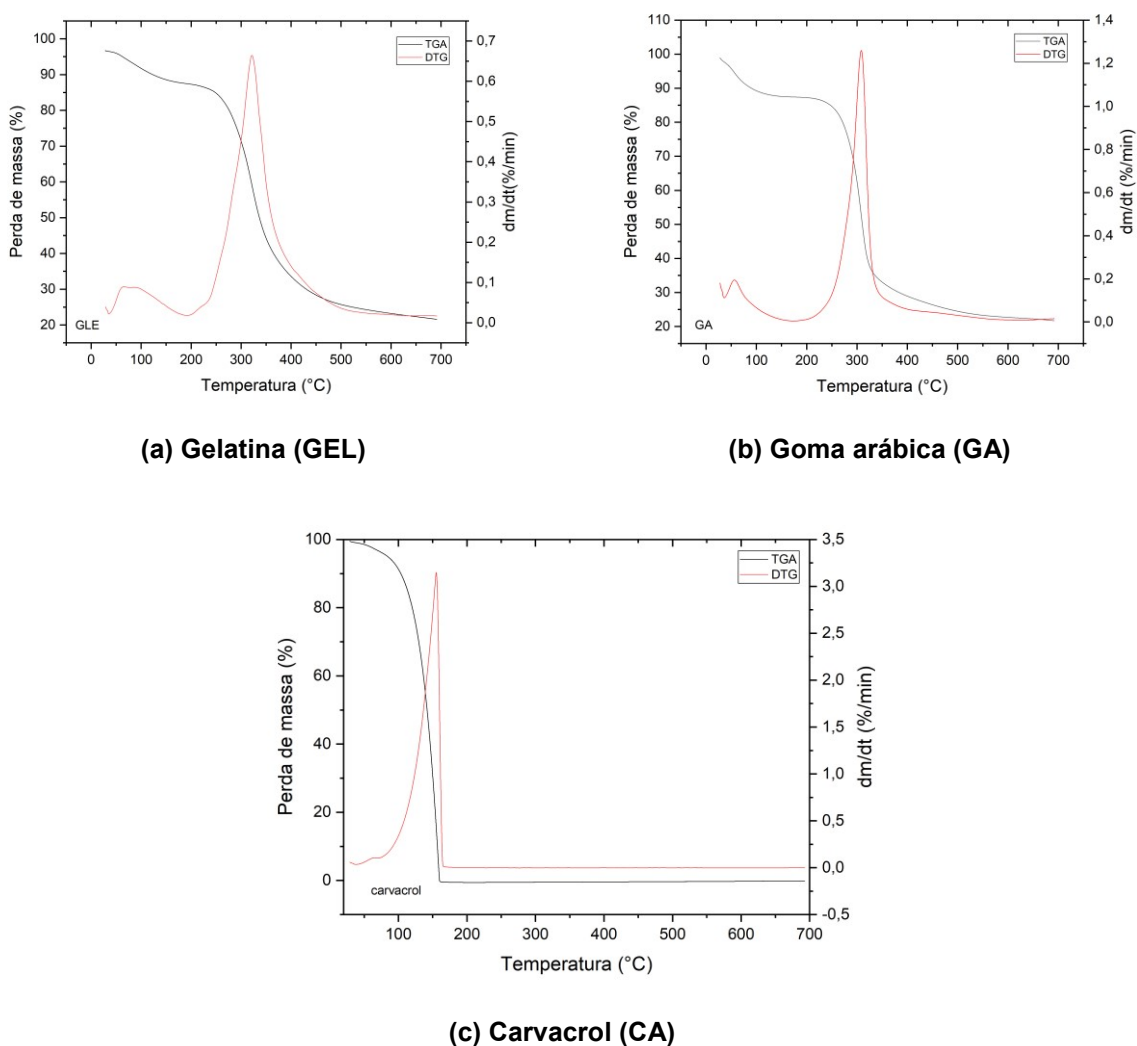 TGA
DTG
Perda de massa (%)
100
90
80
70
60
50
40
30
20
0,7
0,6
0,5
0,4
0,3
0,2
0,1
0,0
dm/dt(%/min)
GLE
0 100 200 300 400 500 600 700
Temperatura (°C)
(a) Gelatina (GEL)
TGA
DTG
Perda de massa (%)
110
100
90
80
70
60
50
40
30
20
1,4
1,2
1,0
0,8
0,6
0,4
0,2
0,0
dm/dt (%/min)
GA
0 100 200 300 400 500 600 700
Temperatura (°C)
(b) Goma arábica (GA)
TGA
DTG
Perda de massa (%)
100
80
60
40
20
0
3,5
3,0
2,5
2,0
1,5
1,0
0,5
0,0
-0,5
dm/dt (%/min)
carvacrol
100 200 300 400 500 600 700
Temperatura (°C)
(c) Carvacrol (CA)